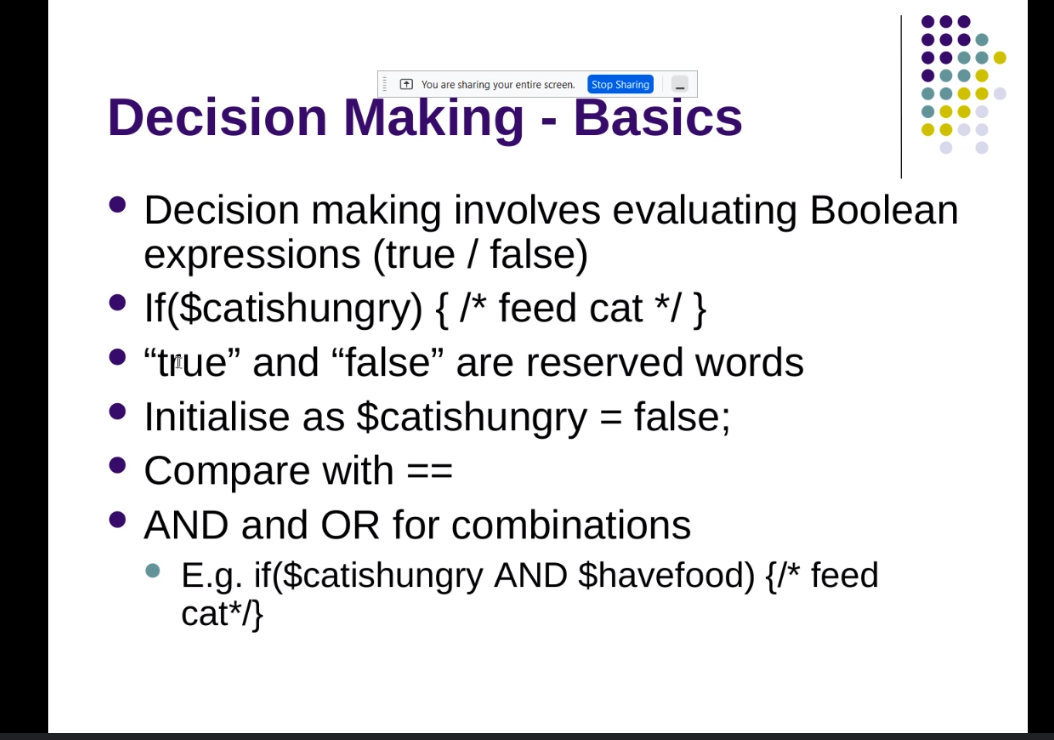 You are sharing your entire screen. Stop Sharing
Decision Making - Basics
Decision making involves evaluating Boolean
expressions (true / false)
If($catishungry) { /* feed cat */ }
“true” and “false” are reserved words
Initialise as $catishungry = false;
Compare with ==
AND and OR for combinations
E.g. if($catishungry AND $havefood) {/* feed
cat*/}